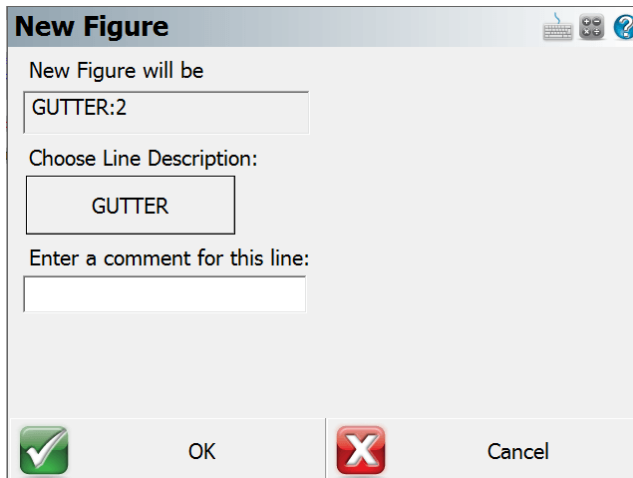 New Figure
New Figure will be
GUTTER:2
Choose Line Description:
GUTTER
Enter a comment for this line:
OK
Cancel